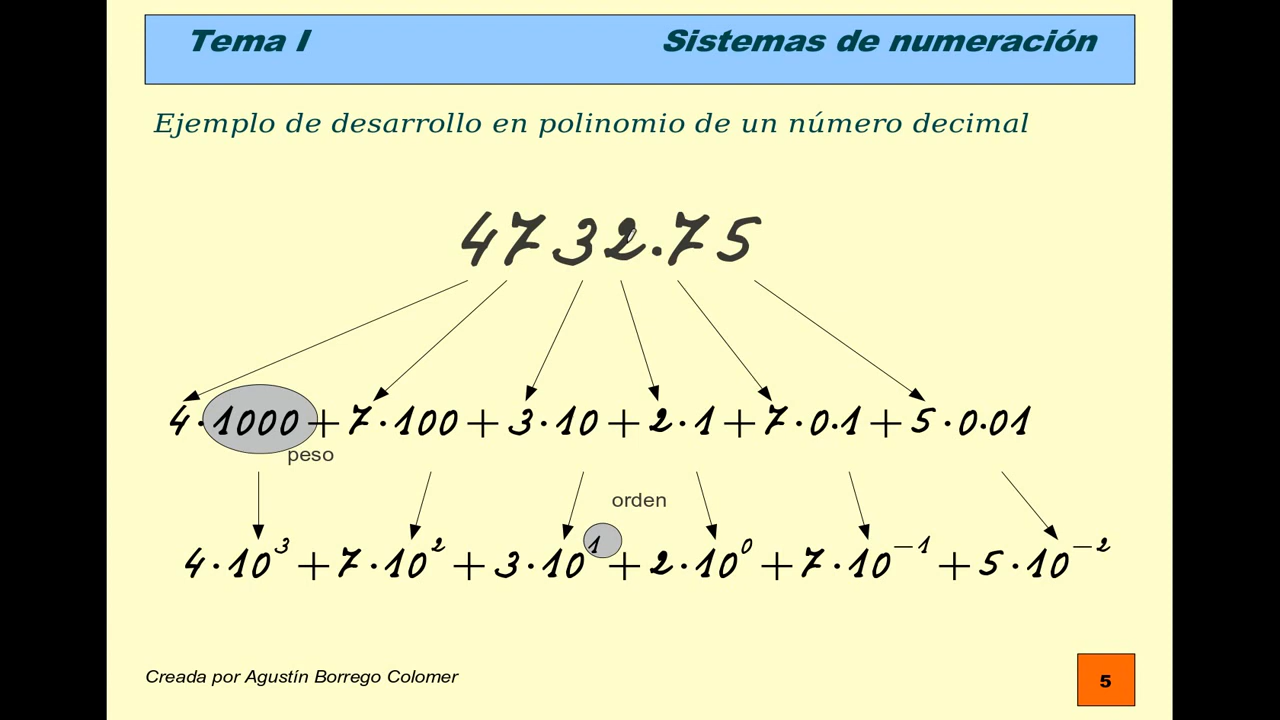 Tema I Sistemas de numeración
Ejemplo de desarrollo en polinomio de un número decimal
4732.75
4·1000+7·100+3·10+2·1+7·0.1+5·0.01
peso
orden
4·10³+7·10²+3·10¹+2·10⁰+7·10⁻¹+5·10⁻²
Creada por Agustín Borrego Colomer
5